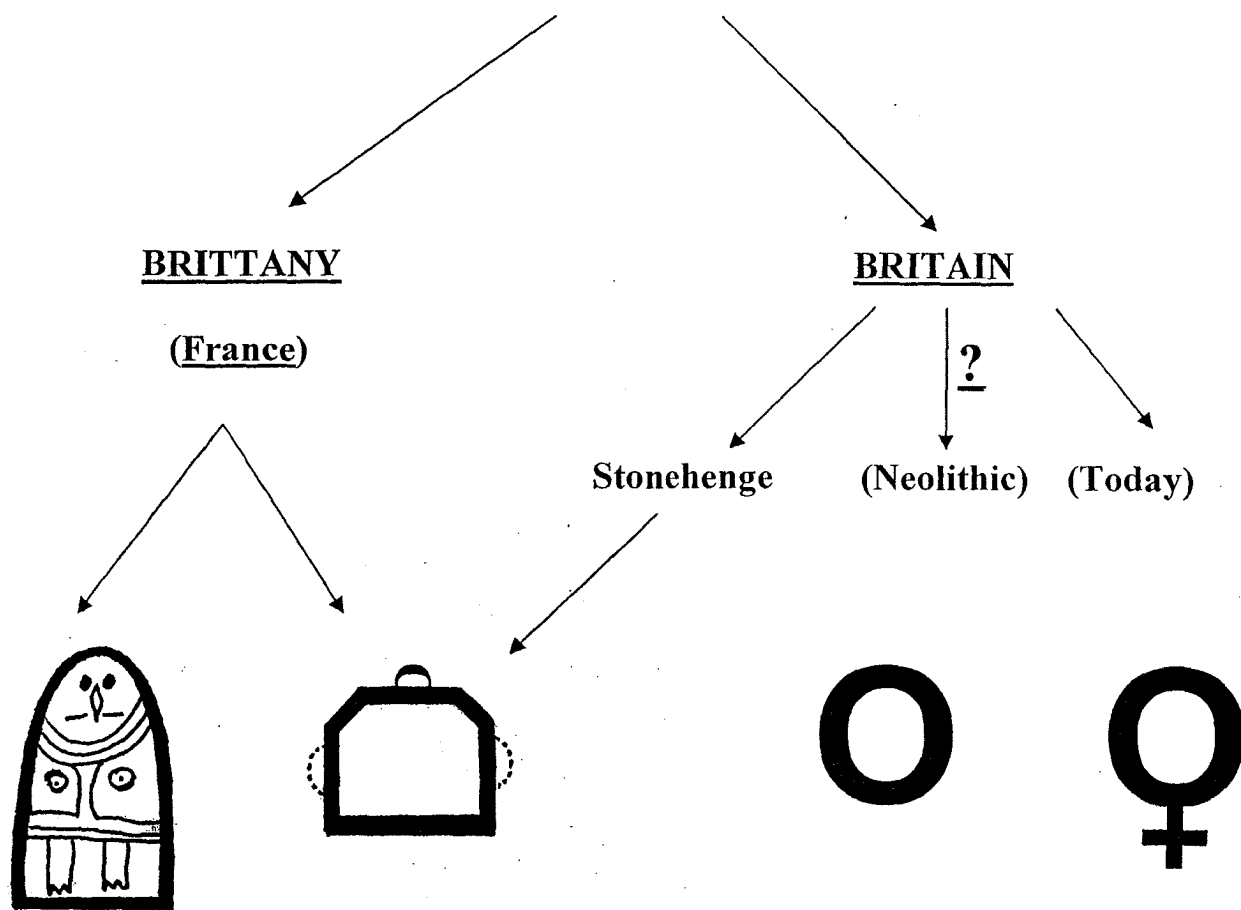 BRITTANY
(France)
BRITAIN
?
Stonehenge
(Neolithic)
(Today)